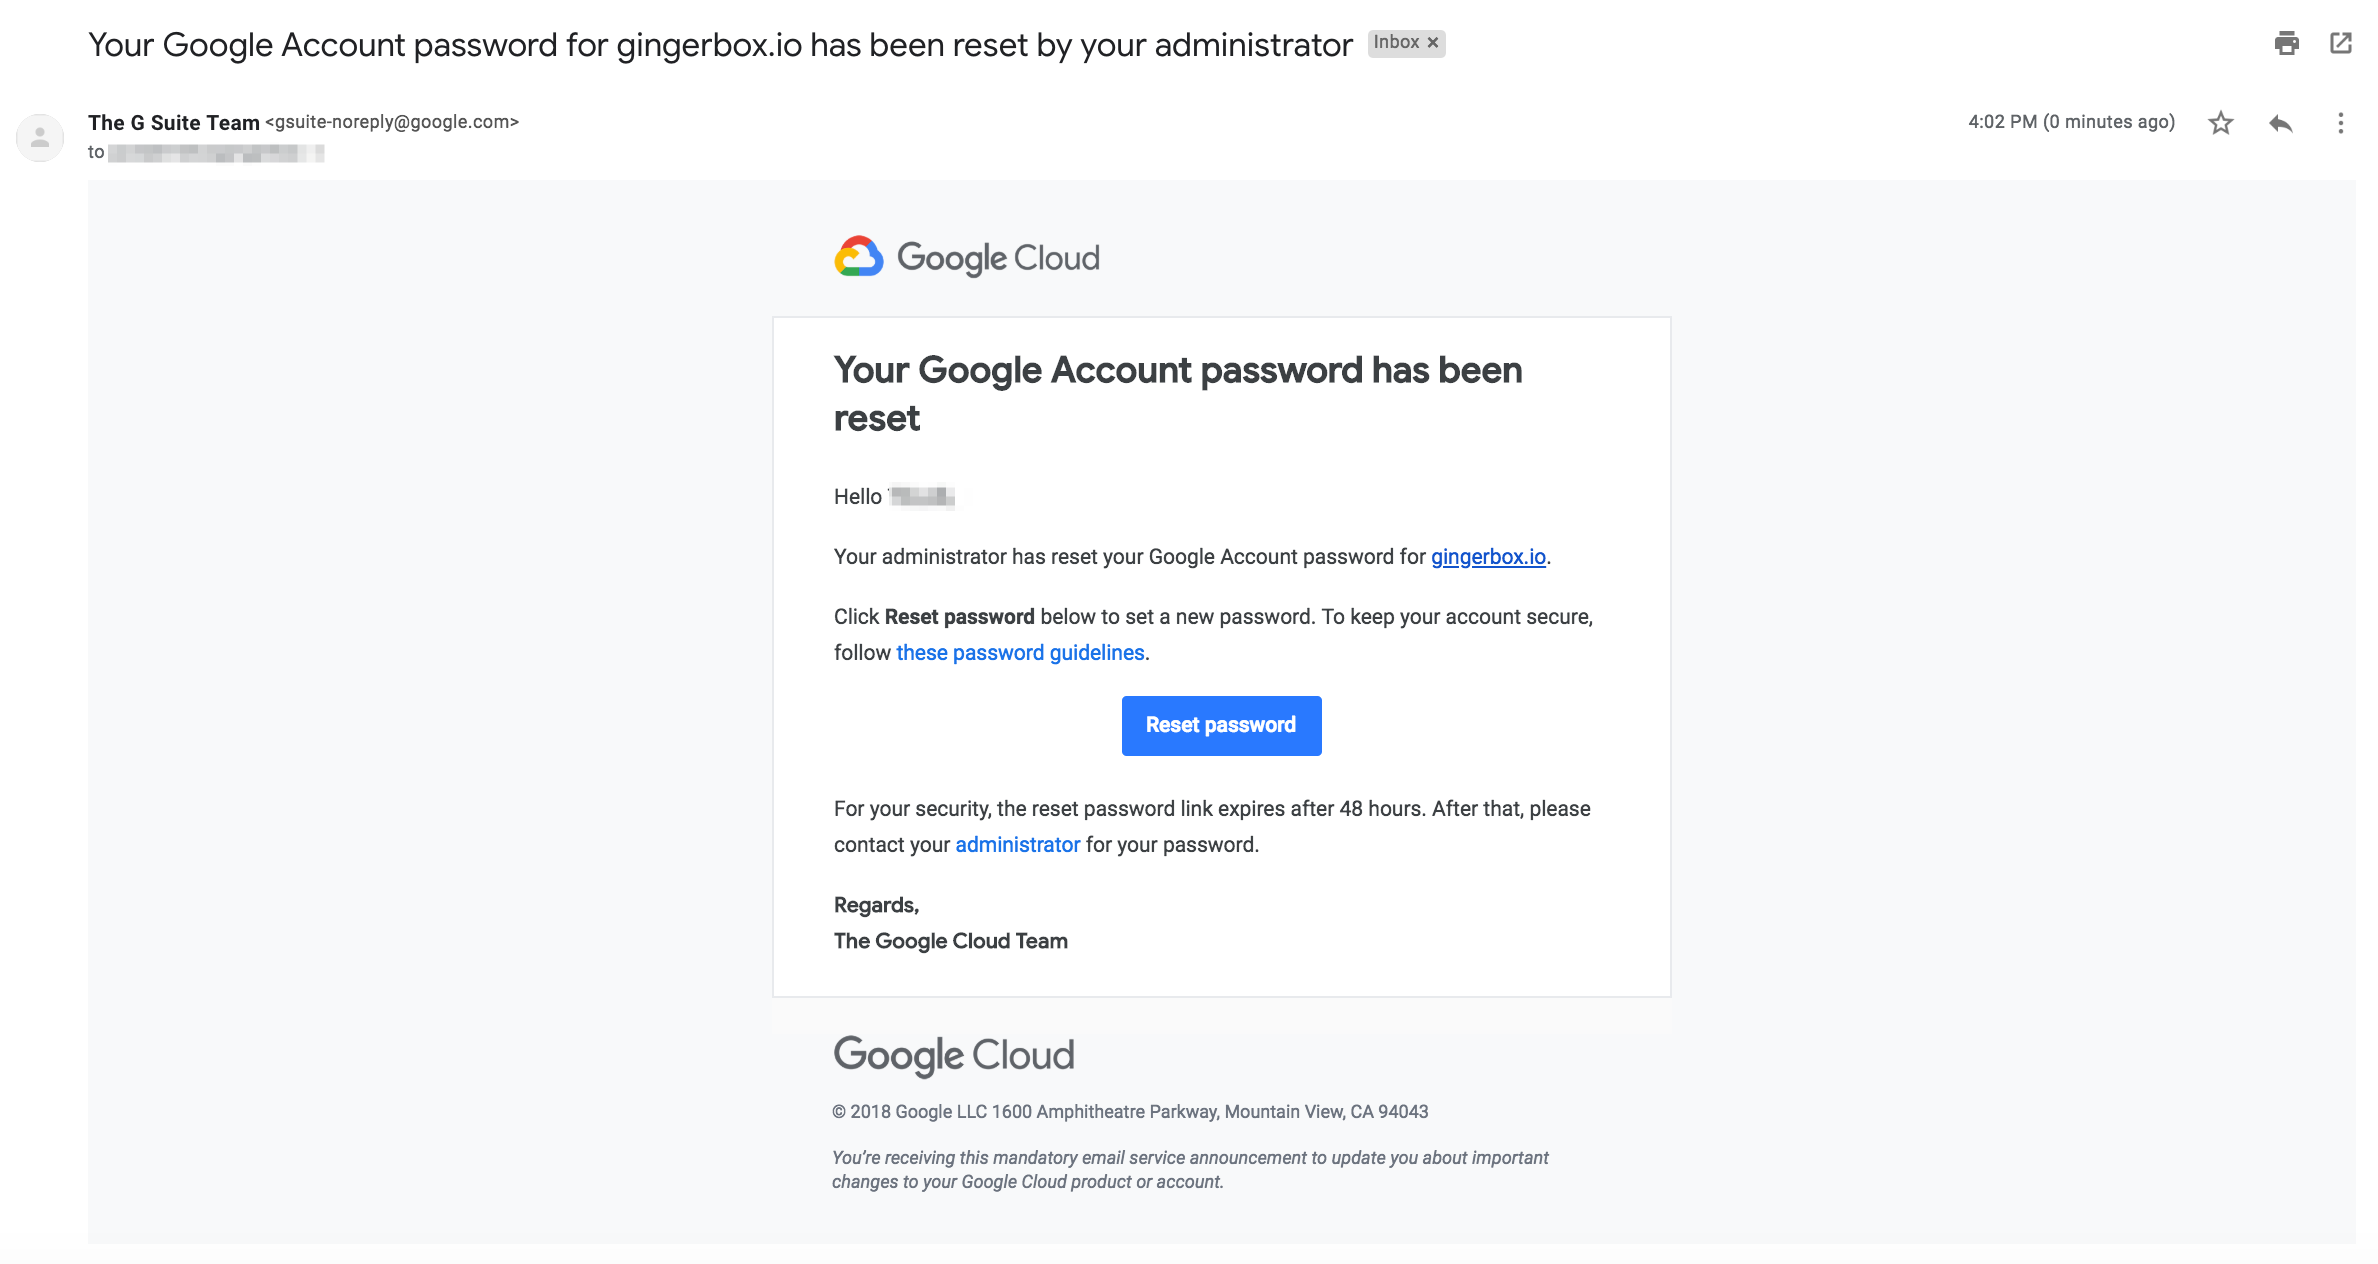 Your Google Account password for gingerbox.io has been reset by your administrator Inbox ×
The G Suite Team <gsuite-noreply@google.com> 4:02 PM (0 minutes ago)
to
Google Cloud
Your Google Account password has been
reset
Hello
Your administrator has reset your Google Account password for gingerbox.io.
Click Reset password below to set a new password. To keep your account secure,
follow these password guidelines.
Reset password
For your security, the reset password link expires after 48 hours. After that, please
contact your administrator for your password.
Regards,
The Google Cloud Team
Google Cloud
© 2018 Google LLC 1600 Amphitheatre Parkway, Mountain View, CA 94043
You’re receiving this mandatory email service announcement to update you about important
changes to your Google Cloud product or account.